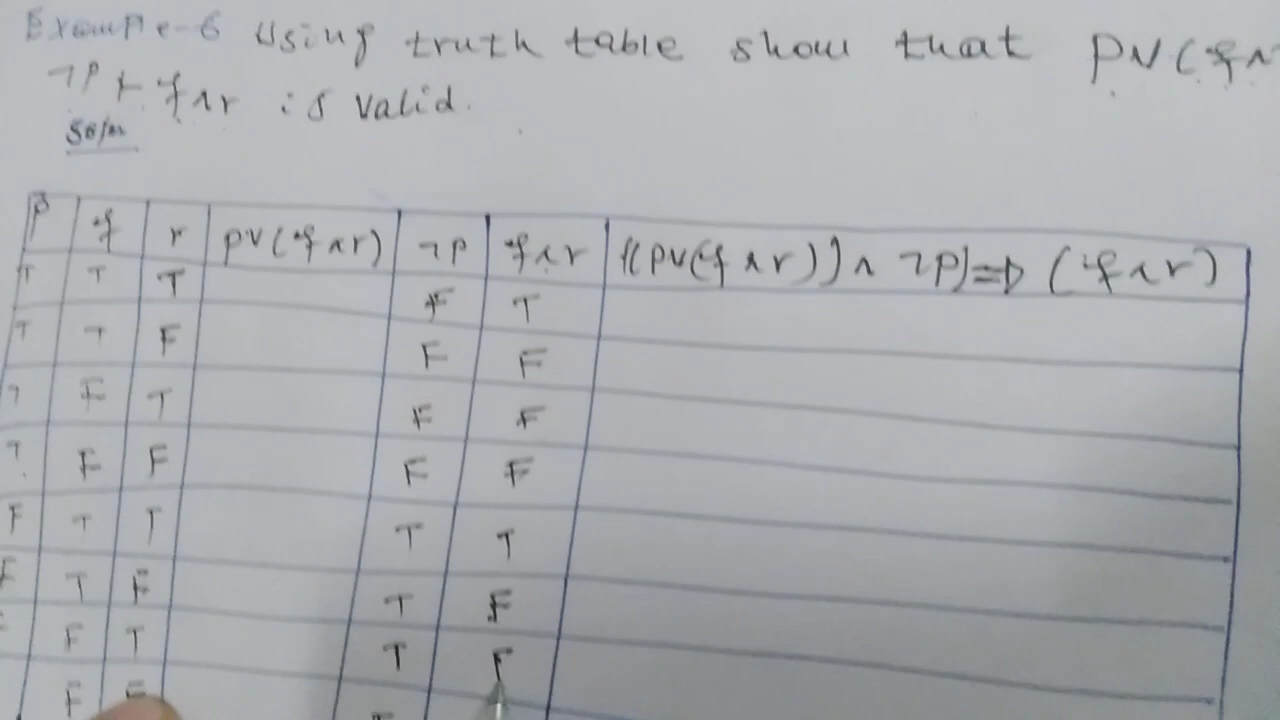 Example-6 Using truth table show that p∨(q∧
¬p ⊢ q∧r is valid.
Soln
p q r p∨(q∧r) ¬p q∧r [(p∨(q∧r))∧ ¬p]⇒ (q∧r)
T T T F T
T T F F F
T F T F F
T F F F F
F T T T T
F T F T F
F T T F
F F